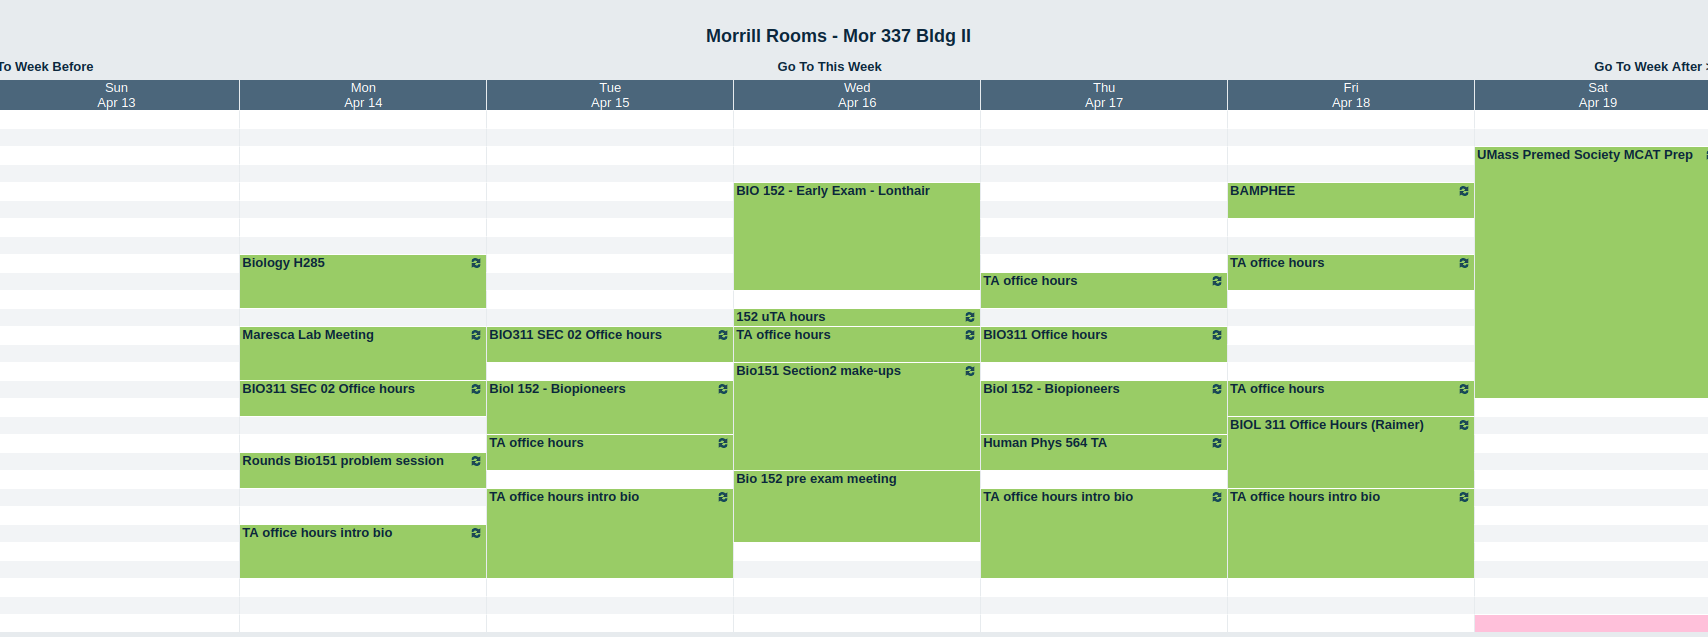 Morrill Rooms - Mor 337 Bldg II
To Week Before Go To This Week Go To Week After
Sun Mon Tue Wed Thu Fri Sat
Apr 13 Apr 14 Apr 15 Apr 16 Apr 17 Apr 18 Apr 19
UMass Premed Society MCAT Prep
BIO 152 - Early Exam - Lonthair BAMPHEE
Biology H285 TA office hours
TA office hours
152 uTA hours
Maresca Lab Meeting BIO311 SEC 02 Office hours TA office hours BIO311 Office hours
Bio151 Section2 make-ups
BIO311 SEC 02 Office hours Biol 152 - Biopioneers Biol 152 - Biopioneers TA office hours
BIOL 311 Office Hours (Raimer)
TA office hours Human Phys 564 TA
Rounds Bio151 problem session
Bio 152 pre exam meeting
TA office hours intro bio TA office hours intro bio TA office hours intro bio
TA office hours intro bio